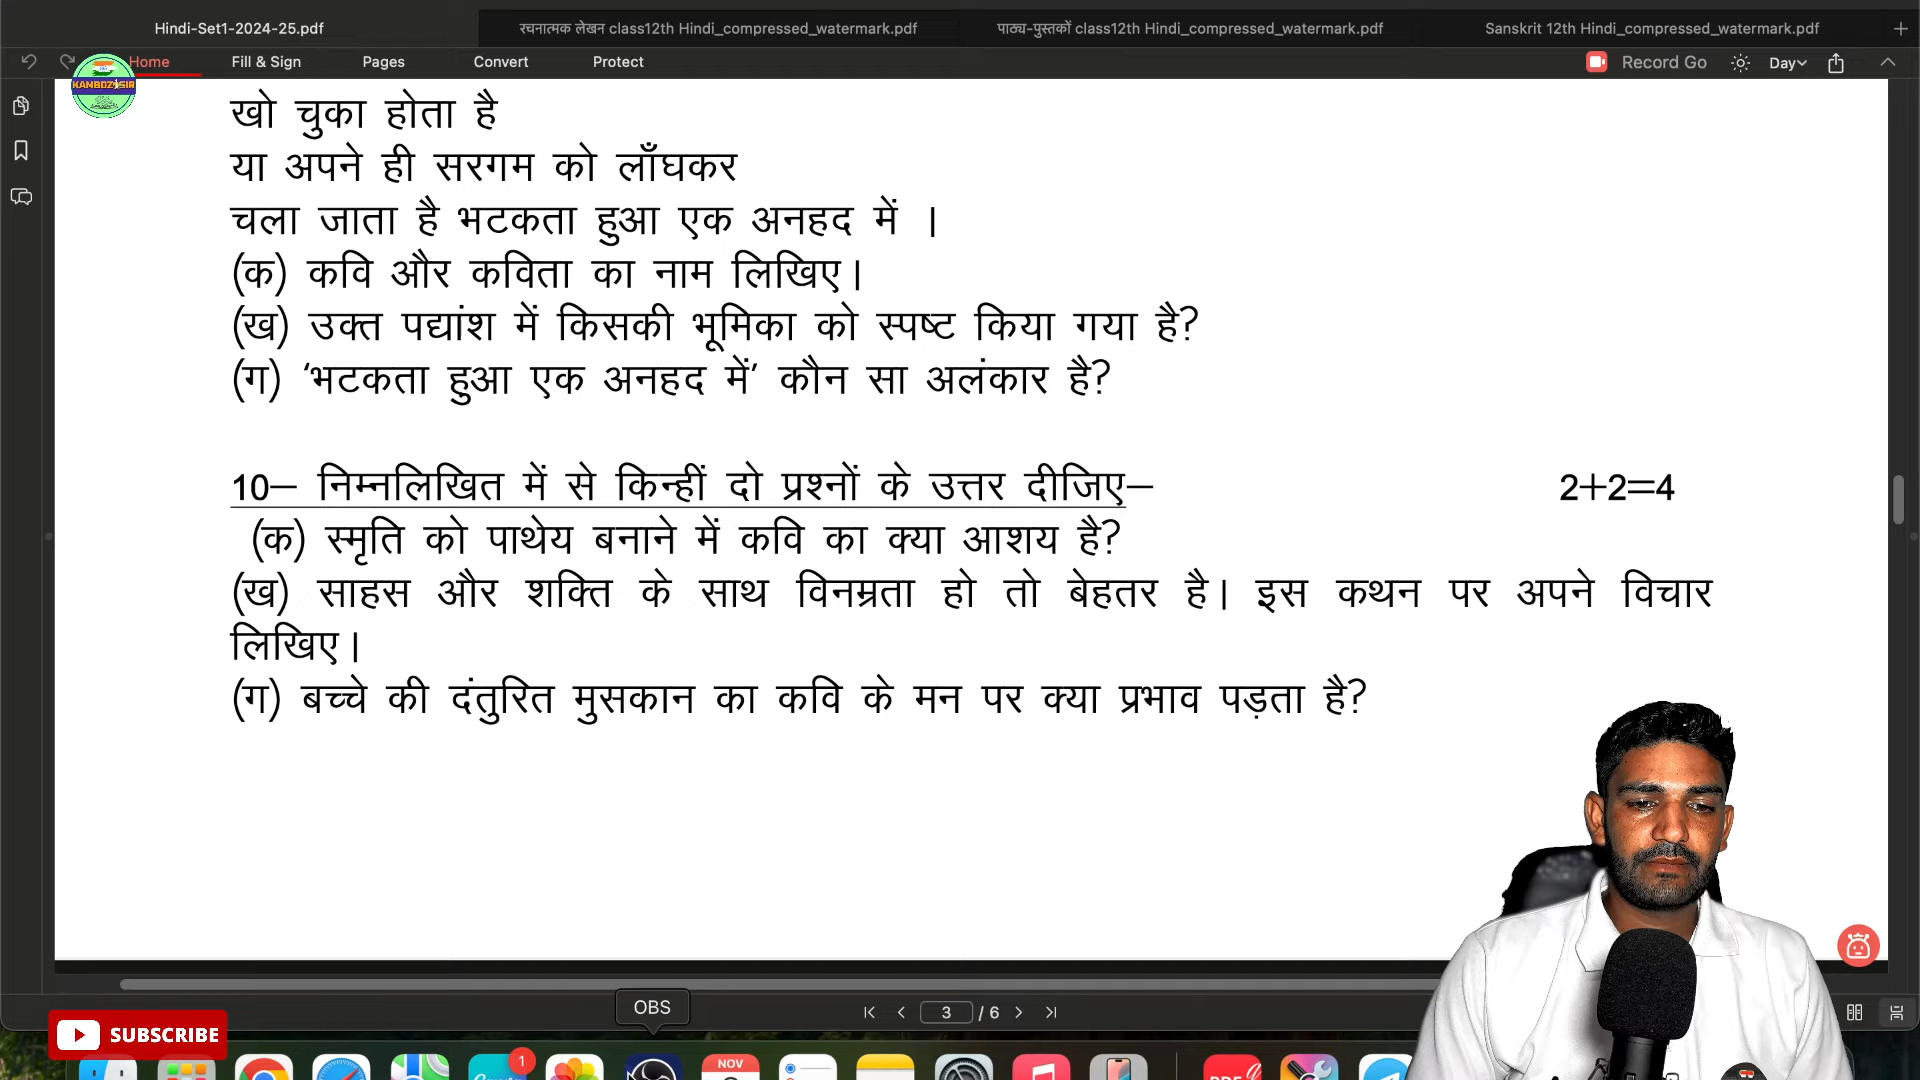 Hindi-Set1-2024-25.pdf
रचनात्मक लेखन class12th Hindi_compressed_watermark.pdf
पाठ्य-पुस्तकों class12th Hindi_compressed_watermark.pdf
Sanskrit 12th Hindi_compressed_watermark.pdf
Home
Fill & Sign
Pages
Convert
Protect
Record Go
Day
KAMBOZ SIR
खो चुका होता है
या अपने ही सरगम को लाँघकर
चला जाता है भटकता हुआ एक अनहद में ।
(क) कवि और कविता का नाम लिखिए।
(ख) उक्त पद्यांश में किसकी भूमिका को स्पष्ट किया गया है?
(ग) ‘भटकता हुआ एक अनहद में’ कौन सा अलंकार है?
10– निम्नलिखित में से किन्हीं दो प्रश्नों के उत्तर दीजिए– 2+2=4
(क) स्मृति को पाथेय बनाने में कवि का क्या आशय है?
(ख) साहस और शक्ति के साथ विनम्रता हो तो बेहतर है। इस कथन पर अपने विचार
लिखिए।
(ग) बच्चे की दंतुरित मुसकान का कवि के मन पर क्या प्रभाव पड़ता है?
OBS
3 / 6
SUBSCRIBE
1
NOV